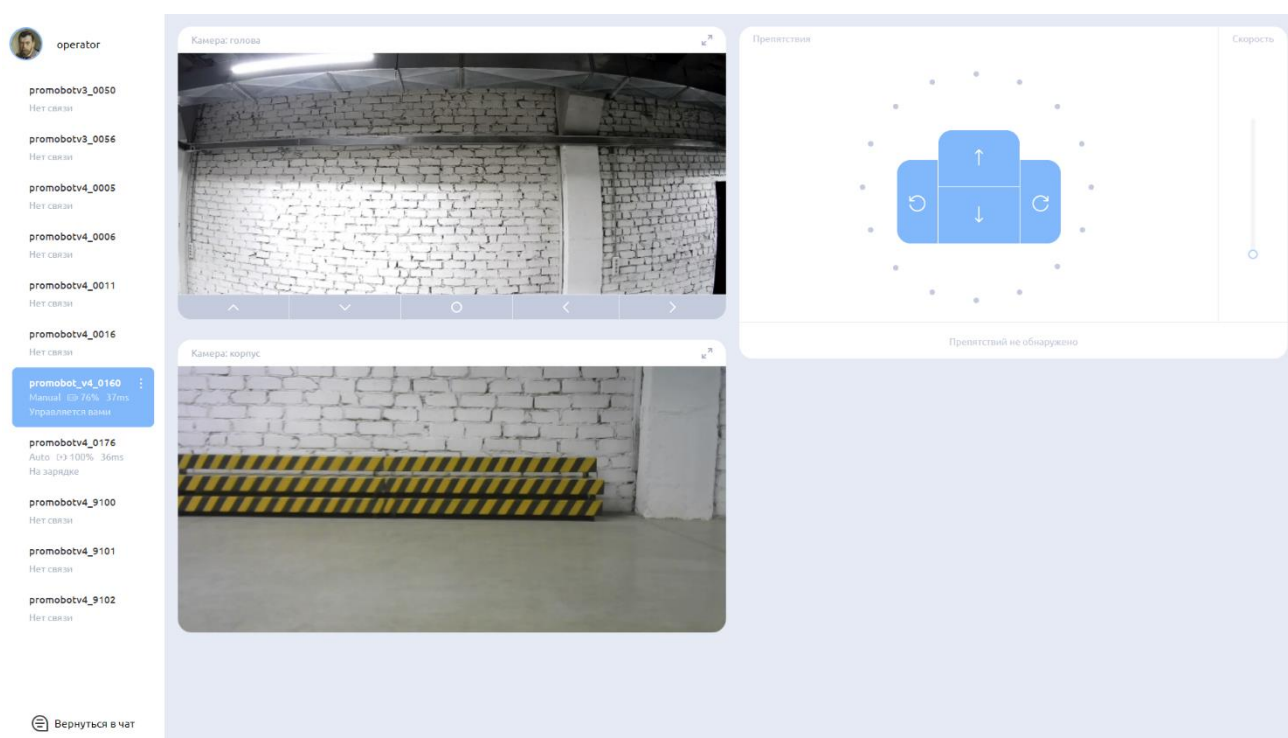 operator
promobotv3_0050
Нет связи
promobotv3_0056
Нет связи
promobotv4_0005
Нет связи
promobotv4_0006
Нет связи
promobotv4_0011
Нет связи
promobotv4_0016
Нет связи
promobot_v4_0160
Manual 76% 37ms
Управляется вами
promobotv4_0176
Auto 100% 36ms
На зарядке
promobotv4_9100
Нет связи
promobotv4_9101
Нет связи
promobotv4_9102
Нет связи
Вернуться в чат
Камера: голова
Камера: корпус
Препятствия
Скорость
Препятствий не обнаружено